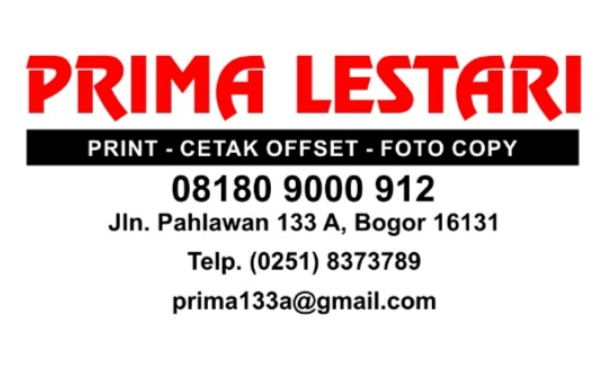 PRIMA LESTARI
PRINT - CETAK OFFSET - FOTO COPY
08180 9000 912
Jln. Pahlawan 133 A, Bogor 16131
Telp. (0251) 8373789
prima133a@gmail.com